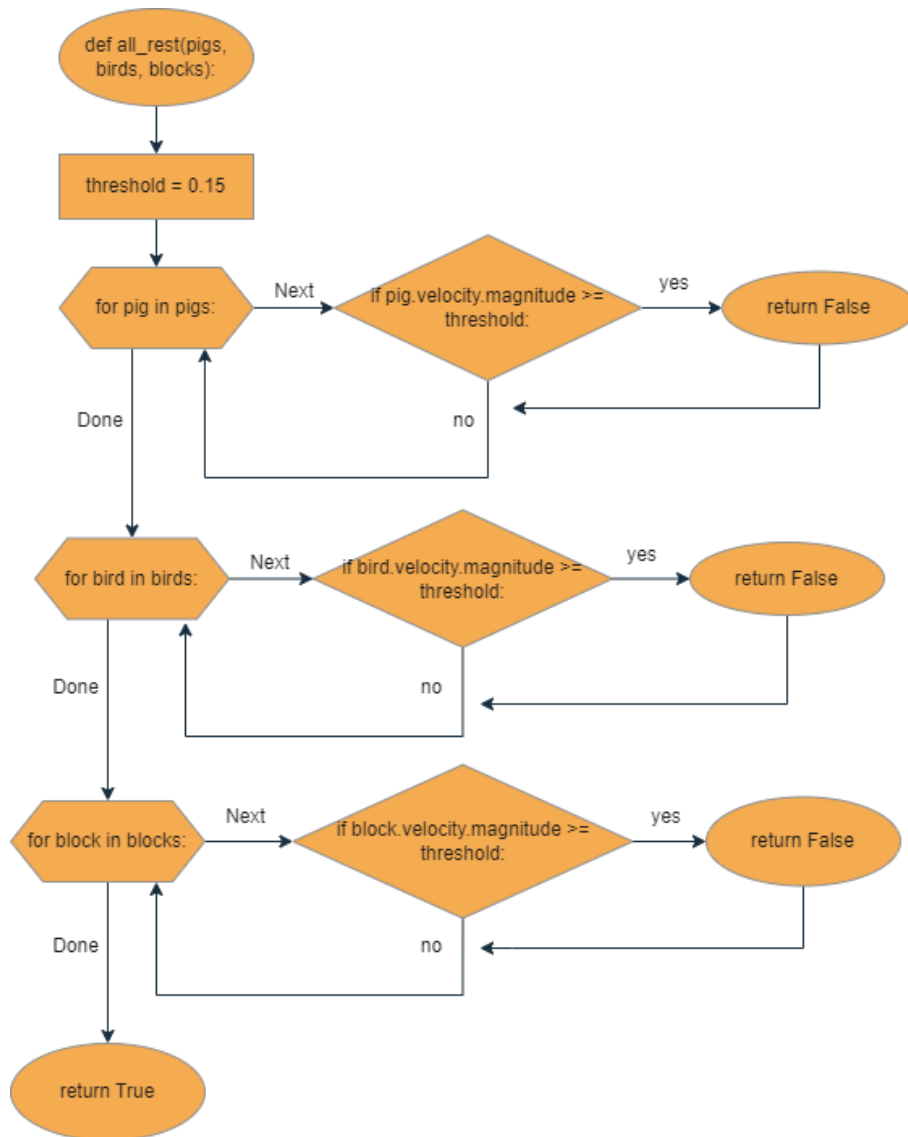 def all_rest(pigs,
birds, blocks):
threshold = 0.15
for pig in pigs:
Next
if pig.velocity.magnitude >=
threshold:
yes
return False
Done
no
for bird in birds:
Next
if bird.velocity.magnitude >=
threshold:
yes
return False
Done
no
for block in blocks:
Next
if block.velocity.magnitude >=
threshold:
yes
return False
Done
no
return True